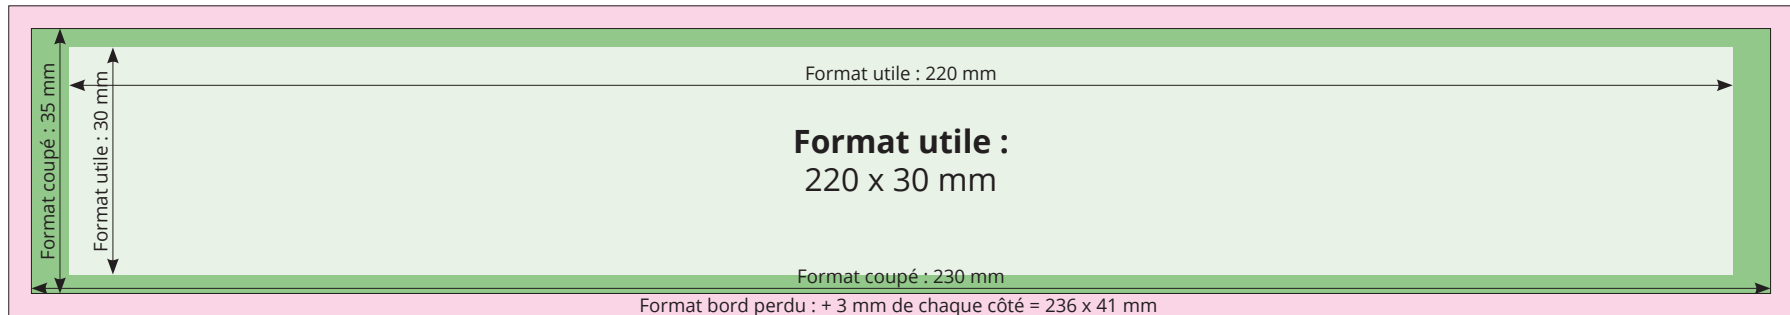 Format utile : 220 mm
Format coupé : 35 mm
Format utile : 30 mm
Format utile :
220 x 30 mm
Format coupé : 230 mm
Format bord perdu : + 3 mm de chaque côté = 236 x 41 mm